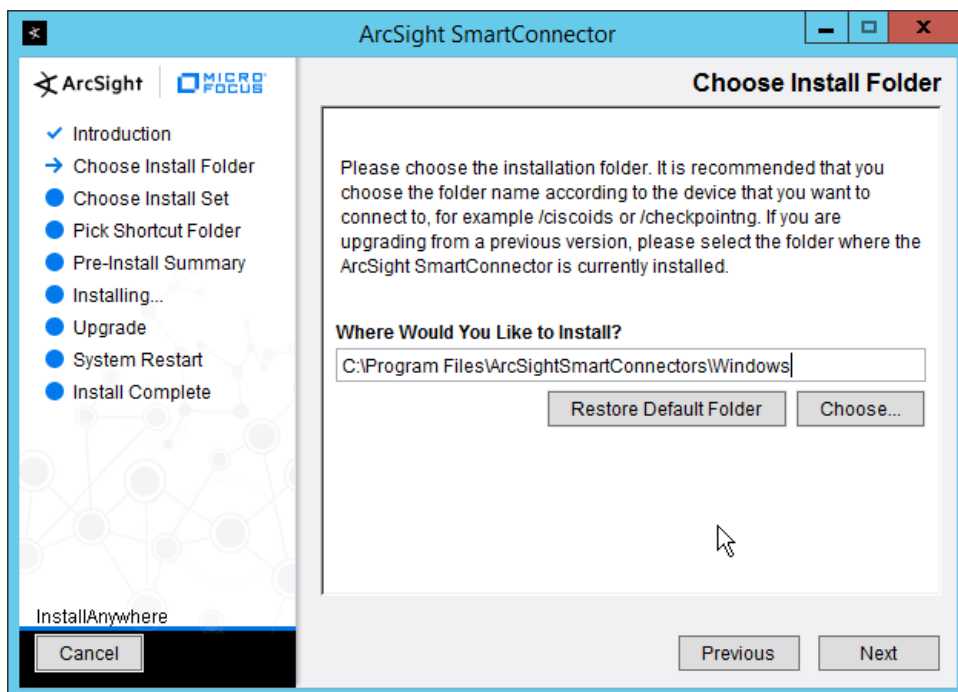 ArcSight SmartConnector
ArcSight
MICRO
FOCUS
Choose Install Folder
Introduction
Choose Install Folder
Choose Install Set
Pick Shortcut Folder
Pre-Install Summary
Installing...
Upgrade
System Restart
Install Complete
Please choose the installation folder. It is recommended that you
choose the folder name according to the device that you want to
connect to, for example /ciscoids or /checkpointng. If you are
upgrading from a previous version, please select the folder where the
ArcSight SmartConnector is currently installed.
Where Would You Like to Install?
C:\Program Files\ArcSightSmartConnectors\Windows
Restore Default Folder
Choose...
InstallAnywhere
Cancel
Previous
Next